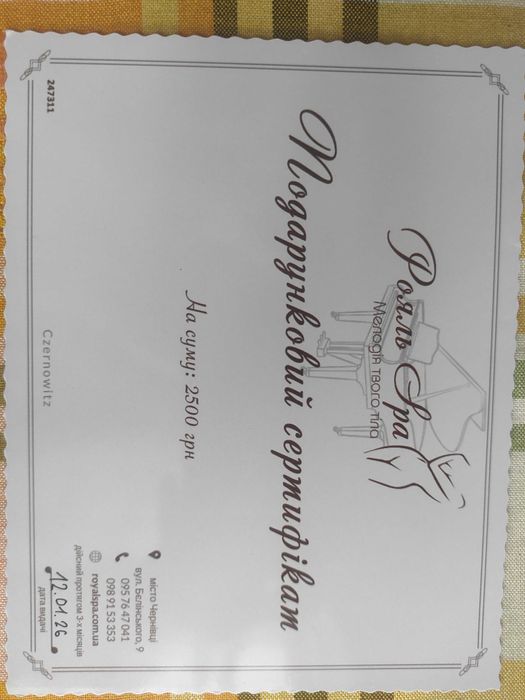 Рояль Spa
Мелодія твого тіла
Подарунковий сертифікат
На суму: 2500 грн
місто Чернівці
вул. Бєлінського, 9
095 76 47 041
098 91 53 353
royalspa.com.ua
дійсний протягом 3-х місяців
12.01.26
дата видачі
247311
Czernowitz